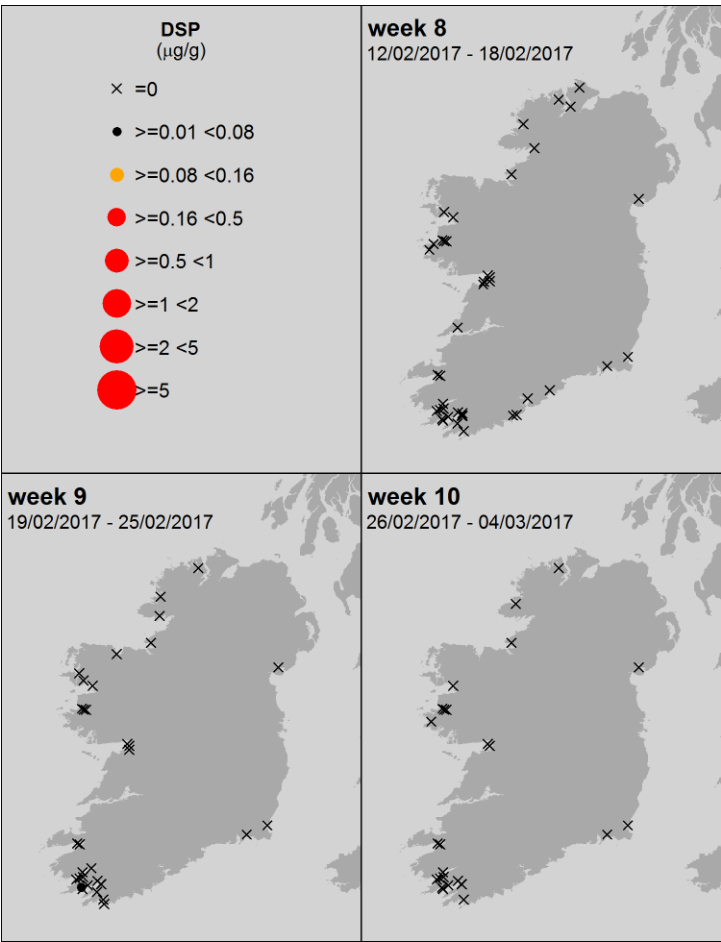 DSP
(µg/g)
=0
>=0.01 <0.08
>=0.08 <0.16
>=0.16 <0.5
>=0.5 <1
>=1 <2
>=2 <5
>=5
week 8
12/02/2017 - 18/02/2017
week 9
19/02/2017 - 25/02/2017
week 10
26/02/2017 - 04/03/2017